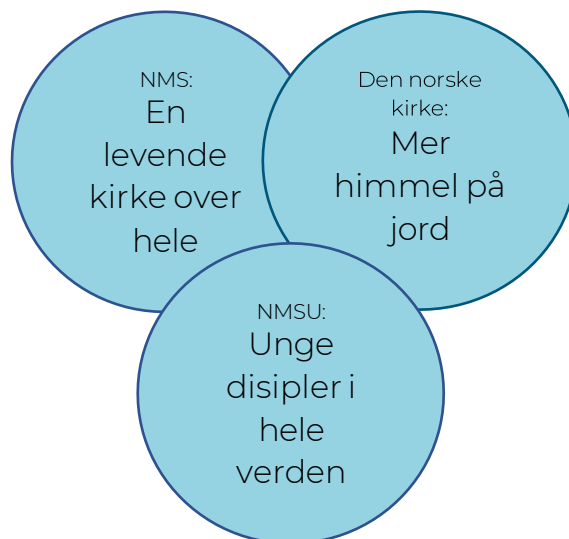 NMS:
En
levende
kirke over
hele
Den norske
kirke:
Mer
himmel på
jord
NMSU:
Unge
disipler i
hele
verden